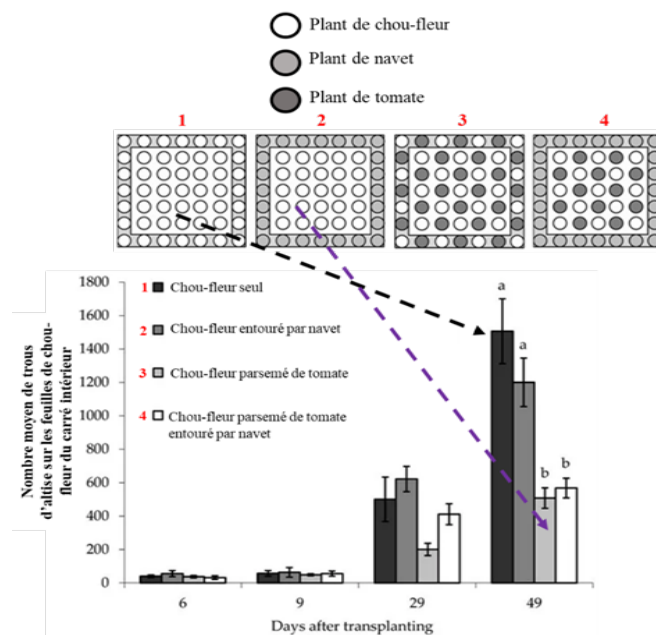 Plant de chou-fleur
Plant de navet
Plant de tomate
1 2 3 4
Nombre moyen de trous
d'altise sur les feuilles de chou-
fleur du carré intérieur
1800
1600
1400
1200
1000
800
600
400
200
0
1 Chou-fleur seul
2 Chou-fleur entouré par navet
3 Chou-fleur parsemé de tomate
4 Chou-fleur parsemé de tomate
entouré par navet
a
a
b
b
6 9 29 49
Days after transplanting